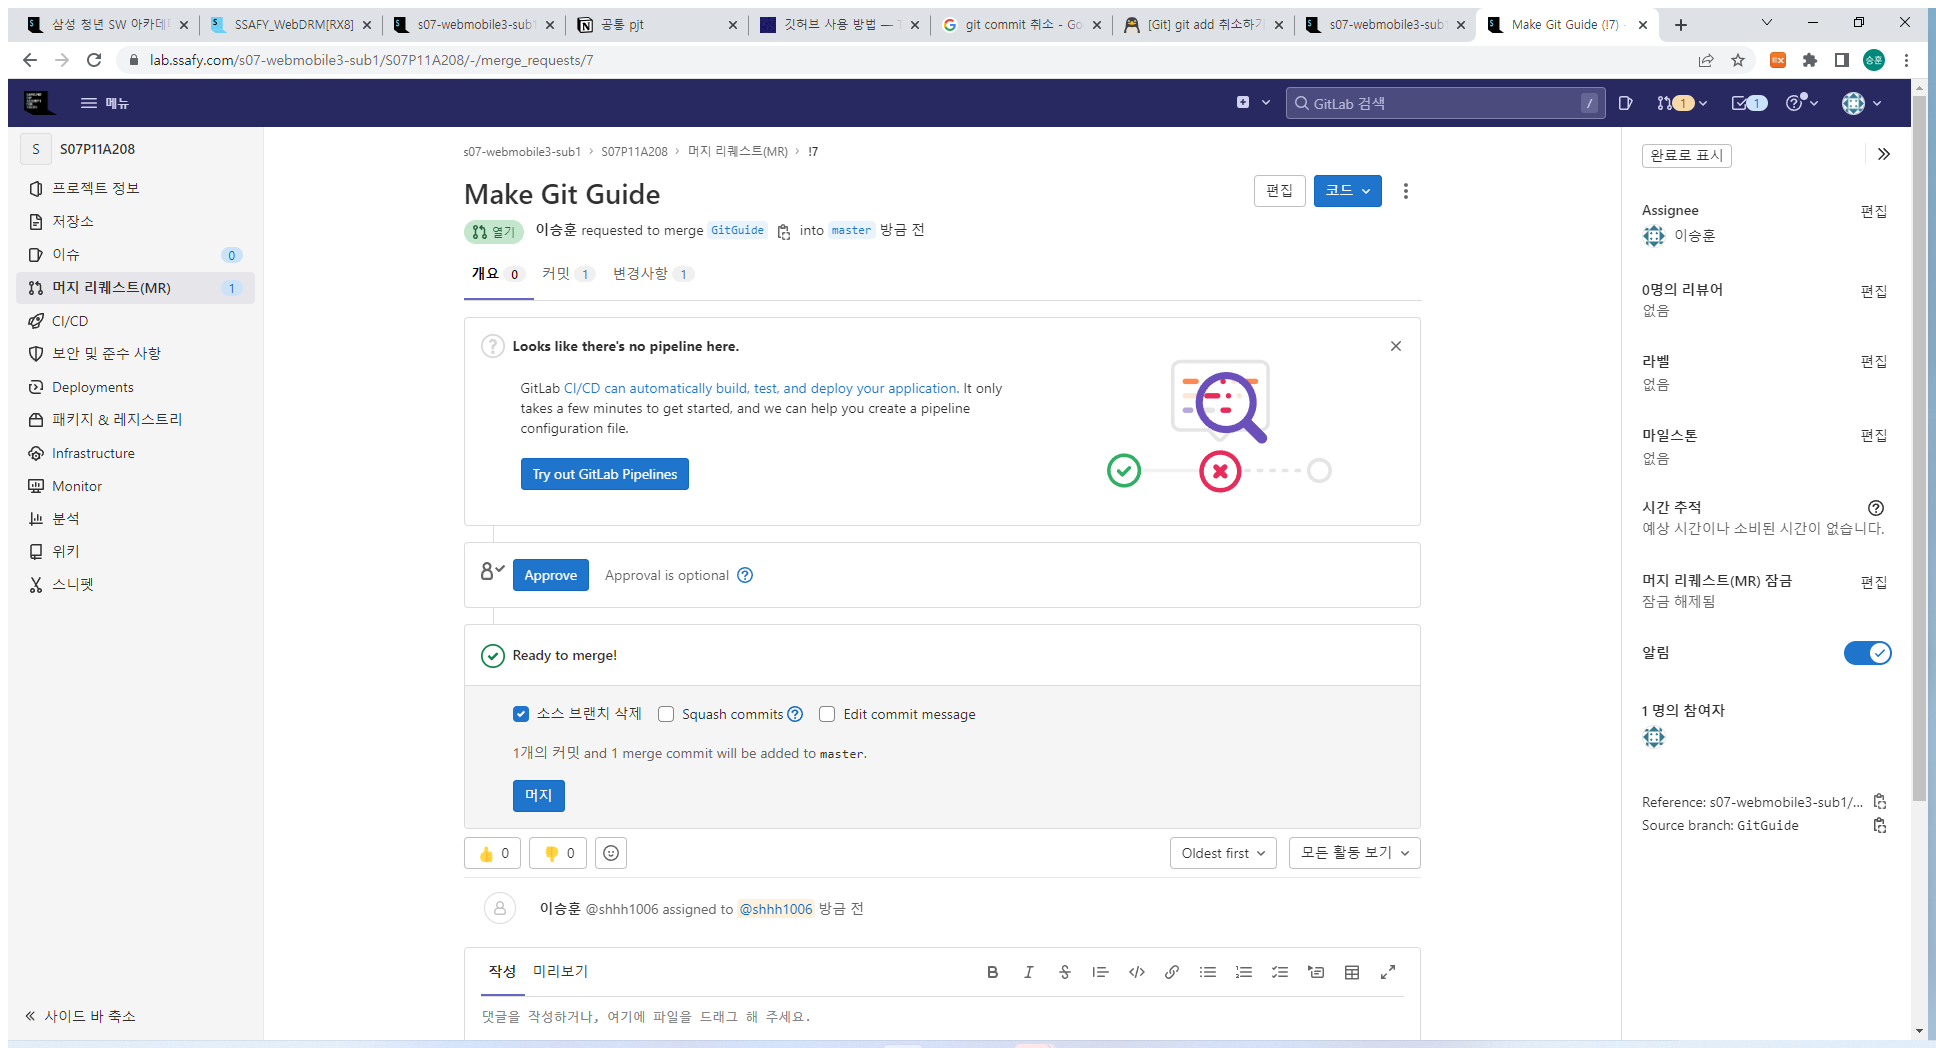 삼성 청년 SW 아카데미
SSAFY_WebDRM[RX8]
s07-webmobile3-sub1
공통 pjt
깃허브 사용 방법 — T
git commit 취소 - Go
[Git] git add 취소하기
s07-webmobile3-sub1
Make Git Guide (!7) ·
lab.ssafy.com/s07-webmobile3-sub1/S07P11A208/-/merge_requests/7
승훈
메뉴
GitLab 검색 /
1
1
S S07P11A208
프로젝트 정보
저장소
이슈 0
머지 리퀘스트(MR) 1
CI/CD
보안 및 준수 사항
Deployments
패키지 & 레지스트리
Infrastructure
Monitor
분석
위키
스니펫
« 사이드 바 축소
s07-webmobile3-sub1 › S07P11A208 › 머지 리퀘스트(MR) › !7
Make Git Guide
편집 코드
열기 이승훈 requested to merge GitGuide into master 방금 전
개요 0 커밋 1 변경사항 1
Looks like there's no pipeline here.
GitLab CI/CD can automatically build, test, and deploy your application. It only
takes a few minutes to get started, and we can help you create a pipeline
configuration file.
Try out GitLab Pipelines
Approve Approval is optional
Ready to merge!
소스 브랜치 삭제 Squash commits Edit commit message
1개의 커밋 and 1 merge commit will be added to master.
머지
0 0
Oldest first 모든 활동 보기
이승훈 @shhh1006 assigned to @shhh1006 방금 전
작성 미리보기
댓글을 작성하거나, 여기에 파일을 드래그 해 주세요.
완료로 표시
Assignee 편집
이승훈
0명의 리뷰어 편집
없음
라벨 편집
없음
마일스톤 편집
없음
시간 추적
예상 시간이나 소비된 시간이 없습니다.
머지 리퀘스트(MR) 잠금 편집
잠금 해제됨
알림
1 명의 참여자
Reference: s07-webmobile3-sub1/...
Source branch: GitGuide